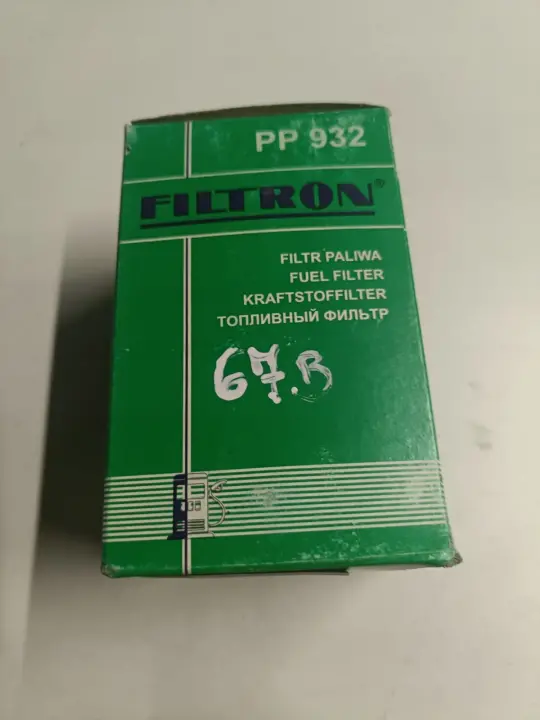 PP 932
FILTRON®
FILTR PALIWA
FUEL FILTER
KRAFTSTOFFILTER
ТОПЛИВНЫЙ ФИЛЬТР
67.B